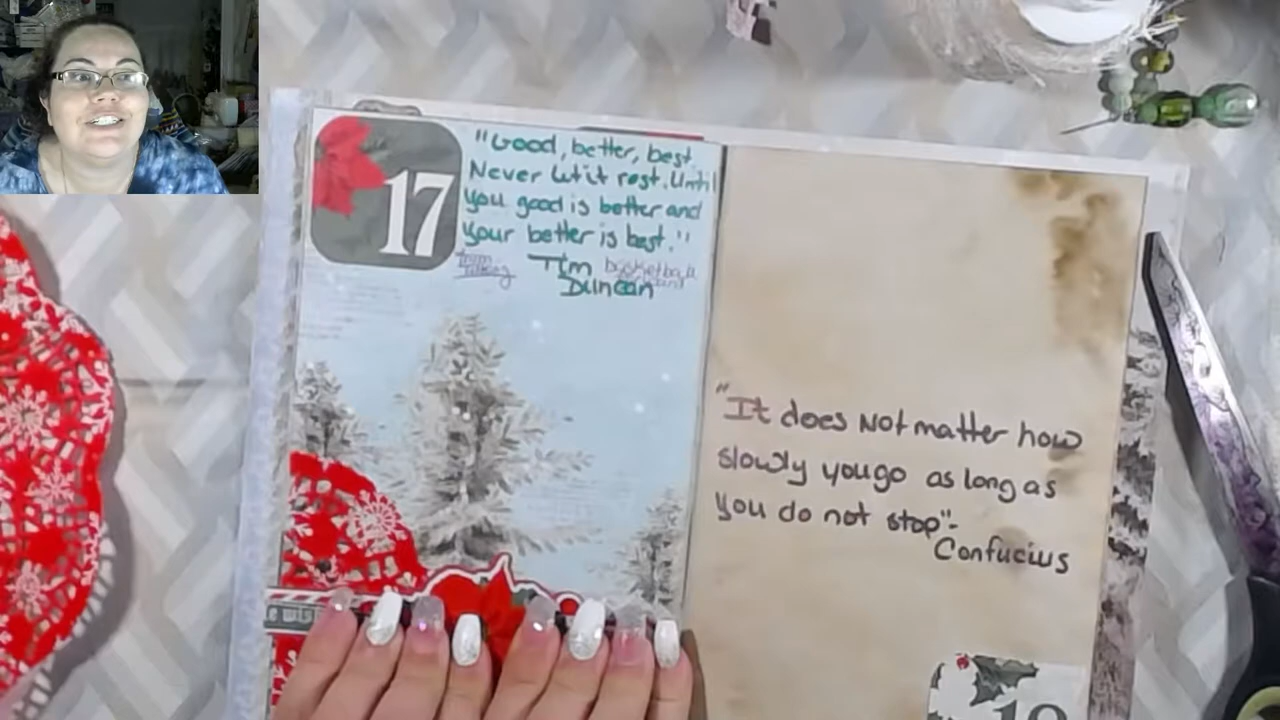 17
"Good, better, best.
Never let it rest. Until
you good is better and
your better is best."
Tim
Duncan
"It does Not matter how
slowly you go as long as
you do not stop"-
Confucius